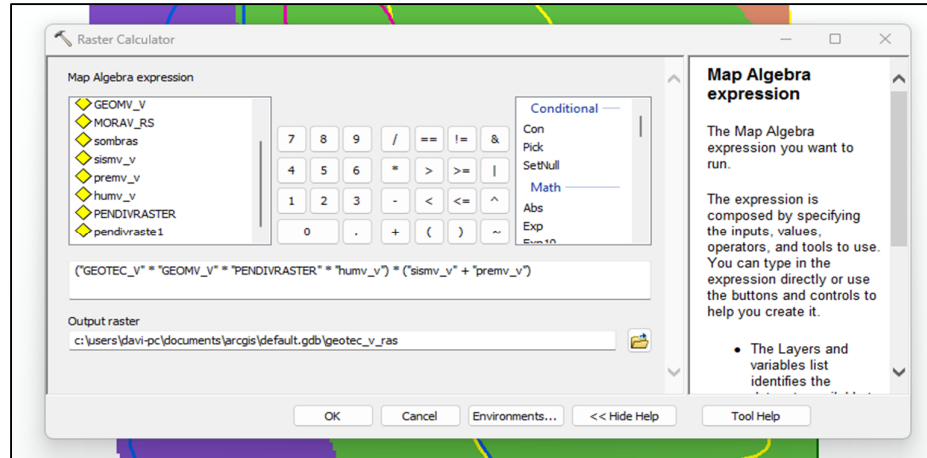 Raster Calculator
Map Algebra expression
GEOMV_V
MORAV_RS
sombras
sismv_v
premv_v
humv_v
PENDIVRASTER
pendivraste1
7 8 9 / == != &
4 5 6 * > >= |
1 2 3 - < <= ^
0 . + ( ) ~
Conditional
Con
Pick
SetNull
Math
Abs
Exp
Exp10
("GEOTEC_V" * "GEOMV_V" * "PENDIVRASTER" * "humv_v") * ("sismv_v" + "premv_v")
Output raster
c:\users\davi-pc\documents\arcgis\default.gdb\geotec_v_ras
OK Cancel Environments... << Hide Help Tool Help
Map Algebra
expression
The Map Algebra
expression you want to
run.
The expression is
composed by specifying
the inputs, values,
operators, and tools to use.
You can type in the
expression directly or use
the buttons and controls to
help you create it.
• The Layers and
variables list
identifies the